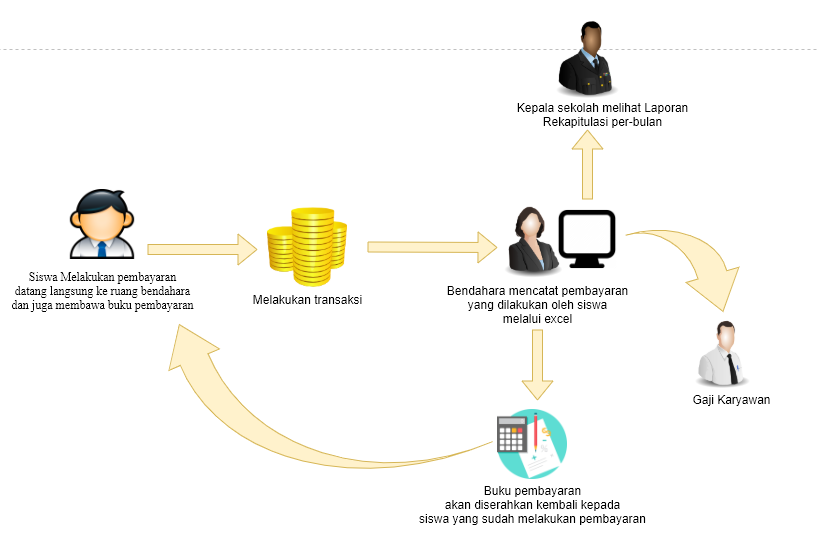 Kepala sekolah melihat Laporan
Rekapitulasi per-bulan
Siswa Melakukan pembayaran
datang langsung ke ruang bendahara
dan juga membawa buku pembayaran
Melakukan transaksi
Bendahara mencatat pembayaran
yang dilakukan oleh siswa
melalui excel
Gaji Karyawan
Buku pembayaran
akan diserahkan kembali kepada
siswa yang sudah melakukan pembayaran